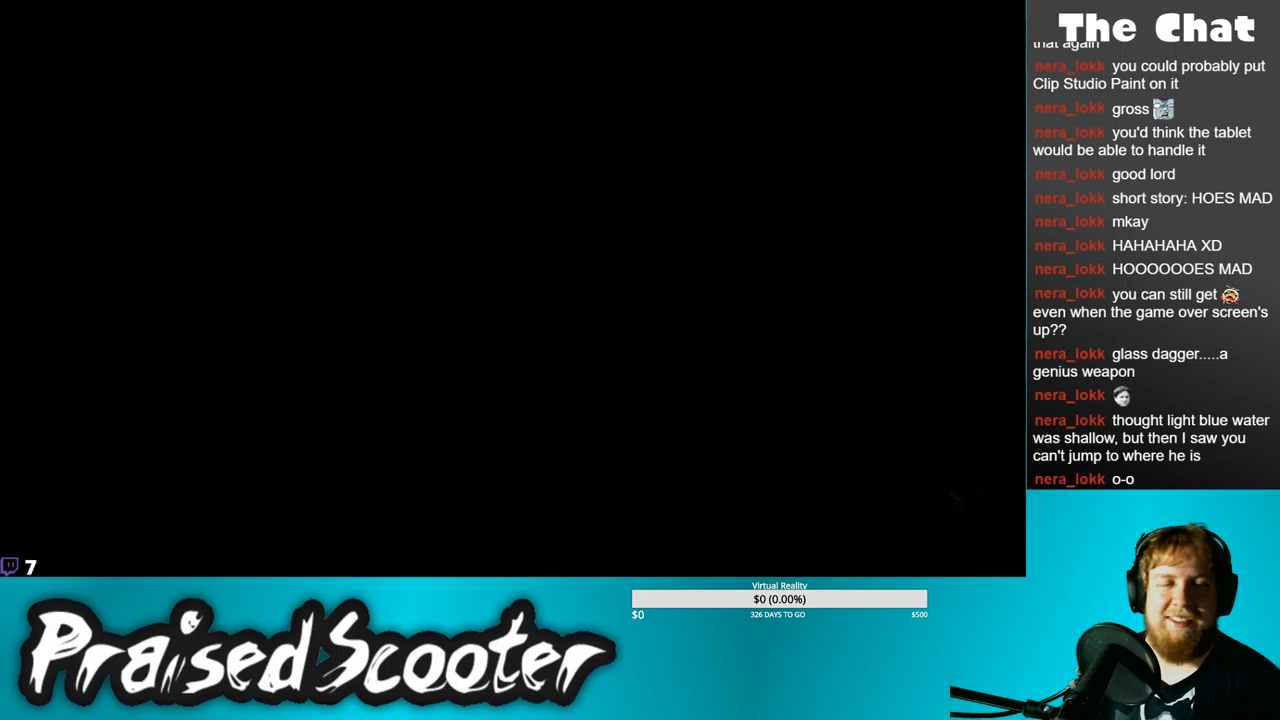 The Chat
that again
nera_lokk you could probably put
Clip Studio Paint on it
nera_lokk gross
nera_lokk you'd think the tablet
would be able to handle it
nera_lokk good lord
nera_lokk short story: HOES MAD
nera_lokk mkay
nera_lokk HAHAHAHA XD
nera_lokk HOOOOOOES MAD
nera_lokk you can still get
even when the game over screen's
up??
nera_lokk glass dagger.....a
genius weapon
nera_lokk
nera_lokk thought light blue water
was shallow, but then I saw you
can't jump to where he is
nera_lokk o-o
7
Virtual Reality
$0 (0.00%)
$0 326 DAYS TO GO $500
PraisedScooter